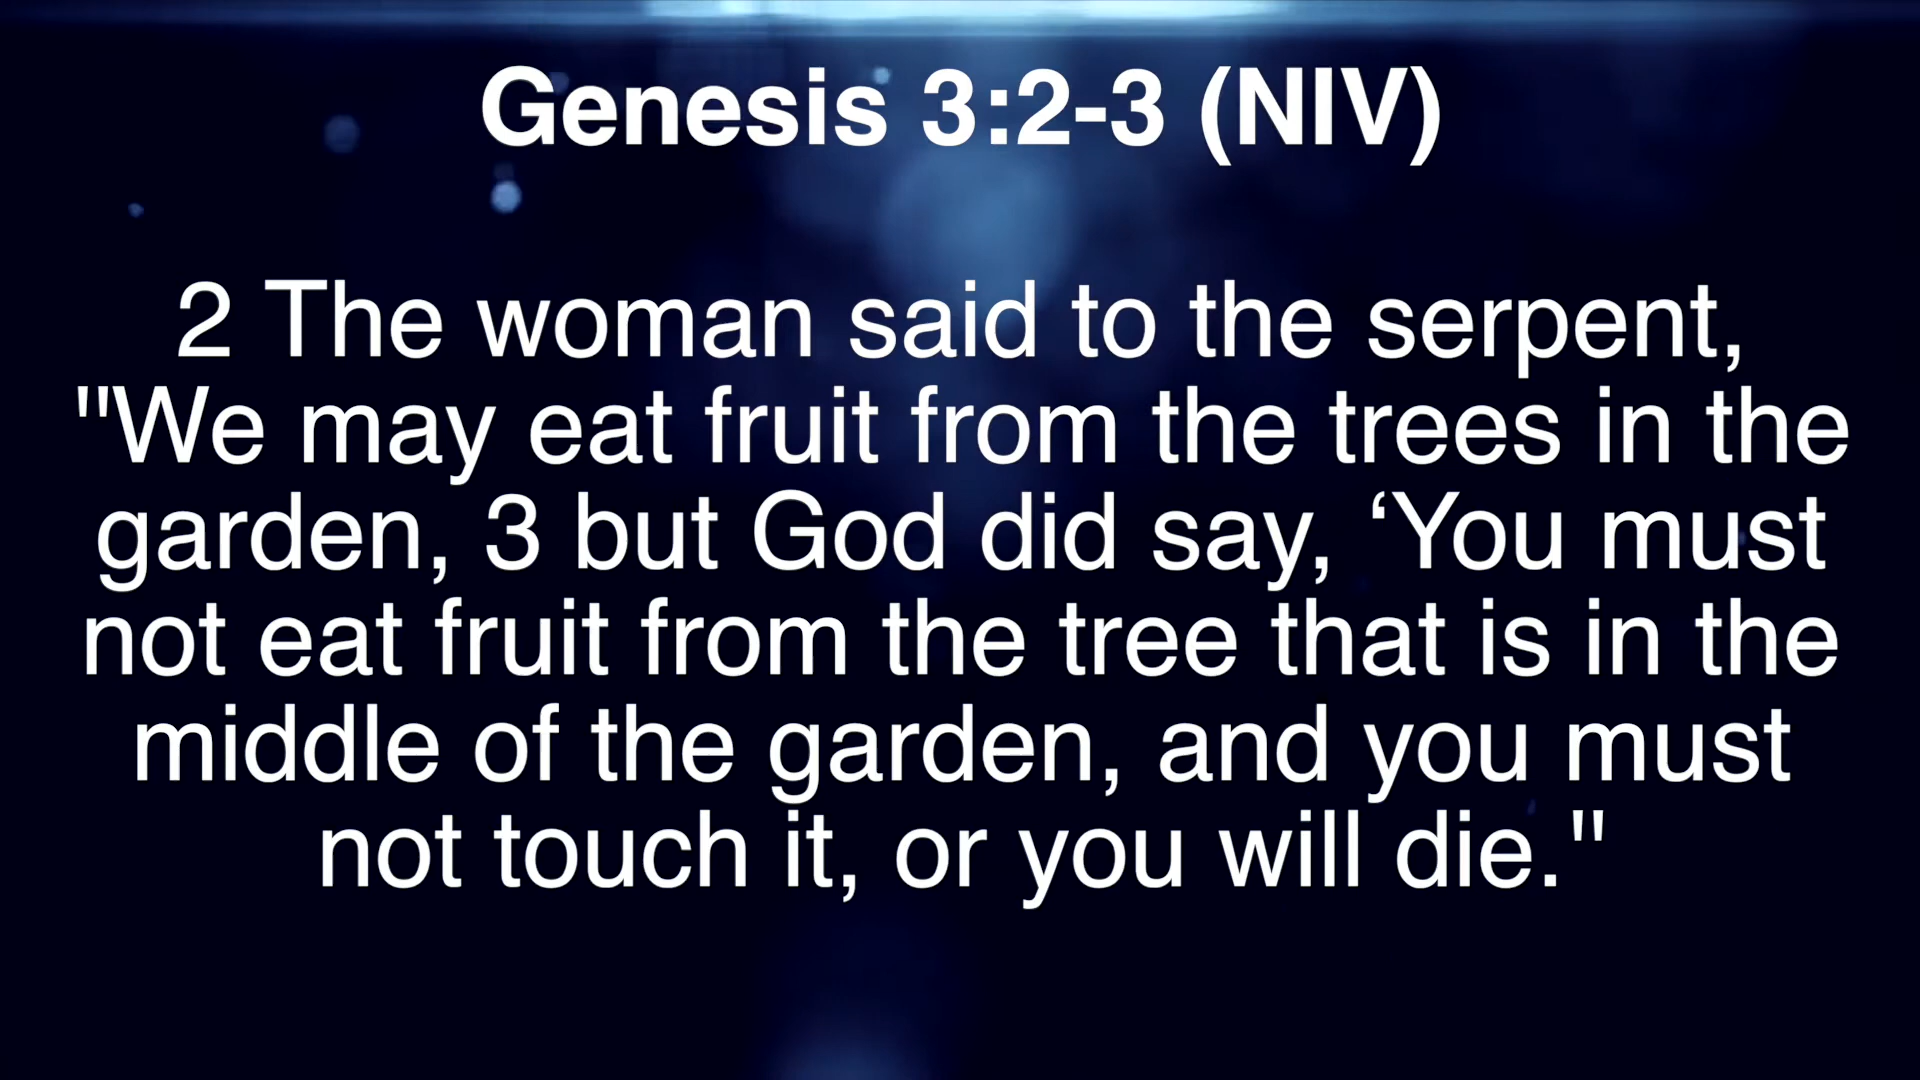 Genesis 3:2-3 (NIV)
2 The woman said to the serpent,
"We may eat fruit from the trees in the
garden, 3 but God did say, ‘You must
not eat fruit from the tree that is in the
middle of the garden, and you must
not touch it, or you will die."